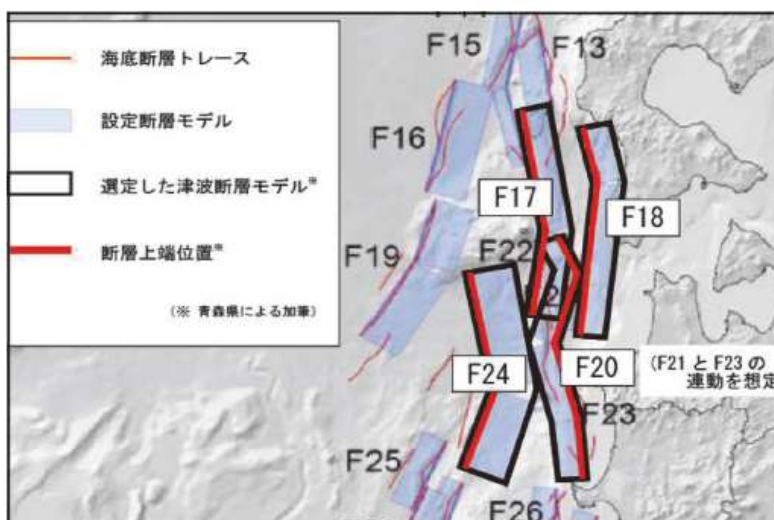 F15
F13
海底断層トレース
設定断層モデル
F16
選定した津波断層モデル※
F17
F18
断層上端位置※
F22
F19
(※ 青森県による加筆)
F24
F20
(F21 と F23 の
連動を想定
F23
F25
F26